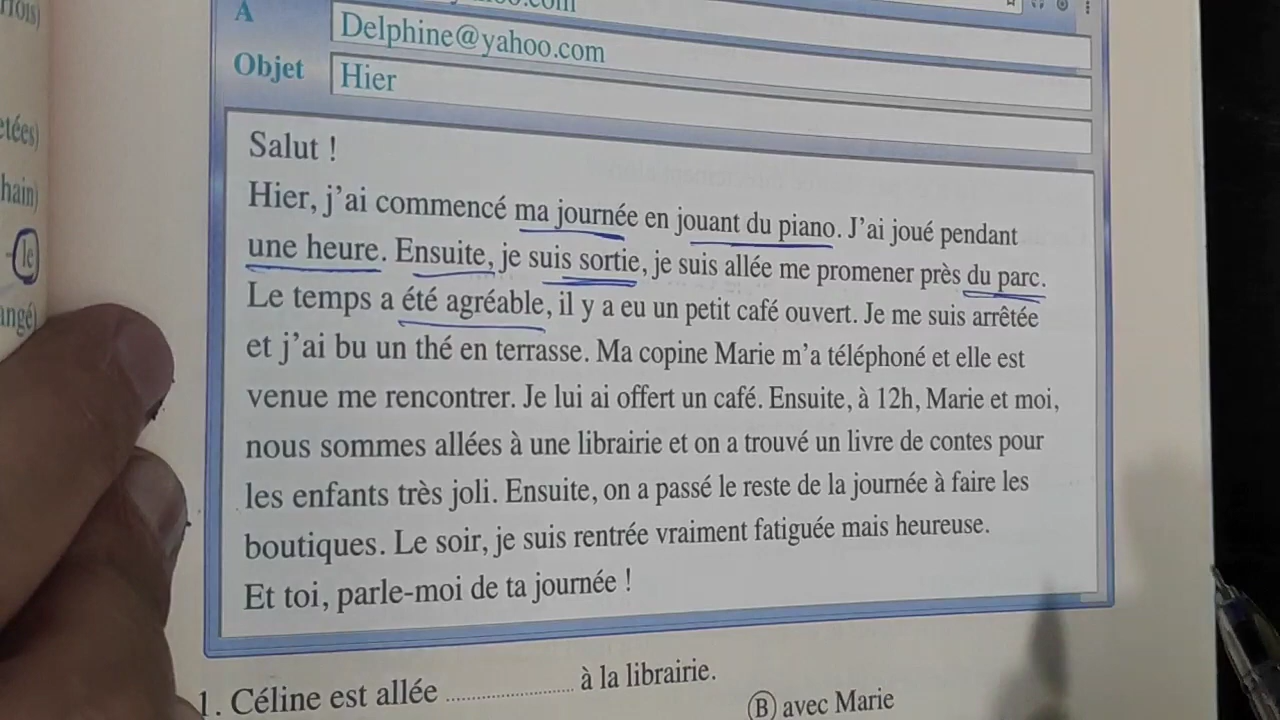 À
Delphine@yahoo.com
Objet
Hier
Salut !
Hier, j'ai commencé ma journée en jouant du piano. J'ai joué pendant
une heure. Ensuite, je suis sortie, je suis allée me promener près du parc.
Le temps a été agréable, il y a eu un petit café ouvert. Je me suis arrêtée
et j'ai bu un thé en terrasse. Ma copine Marie m'a téléphoné et elle est
venue me rencontrer. Je lui ai offert un café. Ensuite, à 12h, Marie et moi,
nous sommes allées à une librairie et on a trouvé un livre de contes pour
les enfants très joli. Ensuite, on a passé le reste de la journée à faire les
boutiques. Le soir, je suis rentrée vraiment fatiguée mais heureuse.
Et toi, parle-moi de ta journée !
1. Céline est allée ........................ à la librairie.
B avec Marie
le